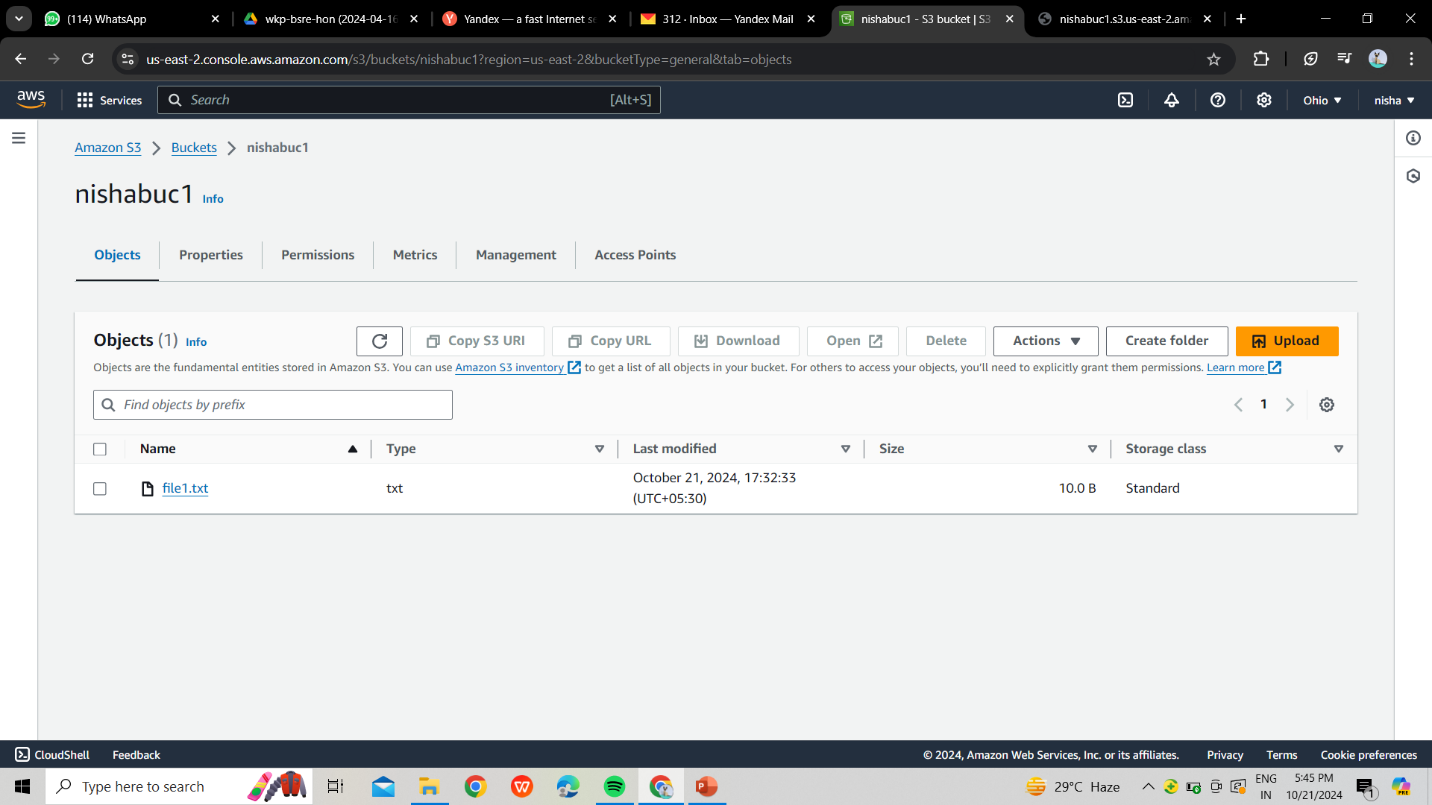 (114) WhatsApp
wkp-bsre-hon (2024-04-16
Yandex — a fast Internet se
312 · Inbox — Yandex Mail
nishabuc1 - S3 bucket | S3
nishabuc1.s3.us-east-2.am
us-east-2.console.aws.amazon.com/s3/buckets/nishabuc1?region=us-east-2&bucketType=general&tab=objects
aws
Services
Search
[Alt+S]
Ohio
nisha
Amazon S3
Buckets
nishabuc1
nishabuc1 Info
Objects
Properties
Permissions
Metrics
Management
Access Points
Objects (1) Info
Copy S3 URI
Copy URL
Download
Open
Delete
Actions
Create folder
Upload
Objects are the fundamental entities stored in Amazon S3. You can use Amazon S3 inventory to get a list of all objects in your bucket. For others to access your objects, you'll need to explicitly grant them permissions. Learn more
Find objects by prefix
1
Name
Type
Last modified
Size
Storage class
file1.txt
txt
October 21, 2024, 17:32:33
(UTC+05:30)
10.0 B
Standard
CloudShell
Feedback
© 2024, Amazon Web Services, Inc. or its affiliates.
Privacy
Terms
Cookie preferences
Type here to search
29°C Haze
ENG
IN
5:45 PM
10/21/2024
1
PRE